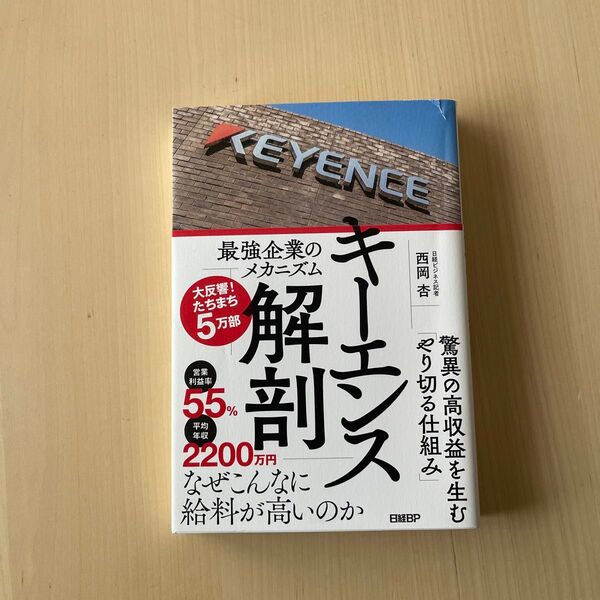 KEYENCE
キーエンス
解剖
最強企業の
メカニズム
日経ビジネス記者
西岡 杏
大反響！
たちまち
5万部
驚異の高収益を生む
「やり切る仕組み」
営業
利益率
55%
平均
年収
2200万円
なぜこんなに
給料が高いのか
日経BP